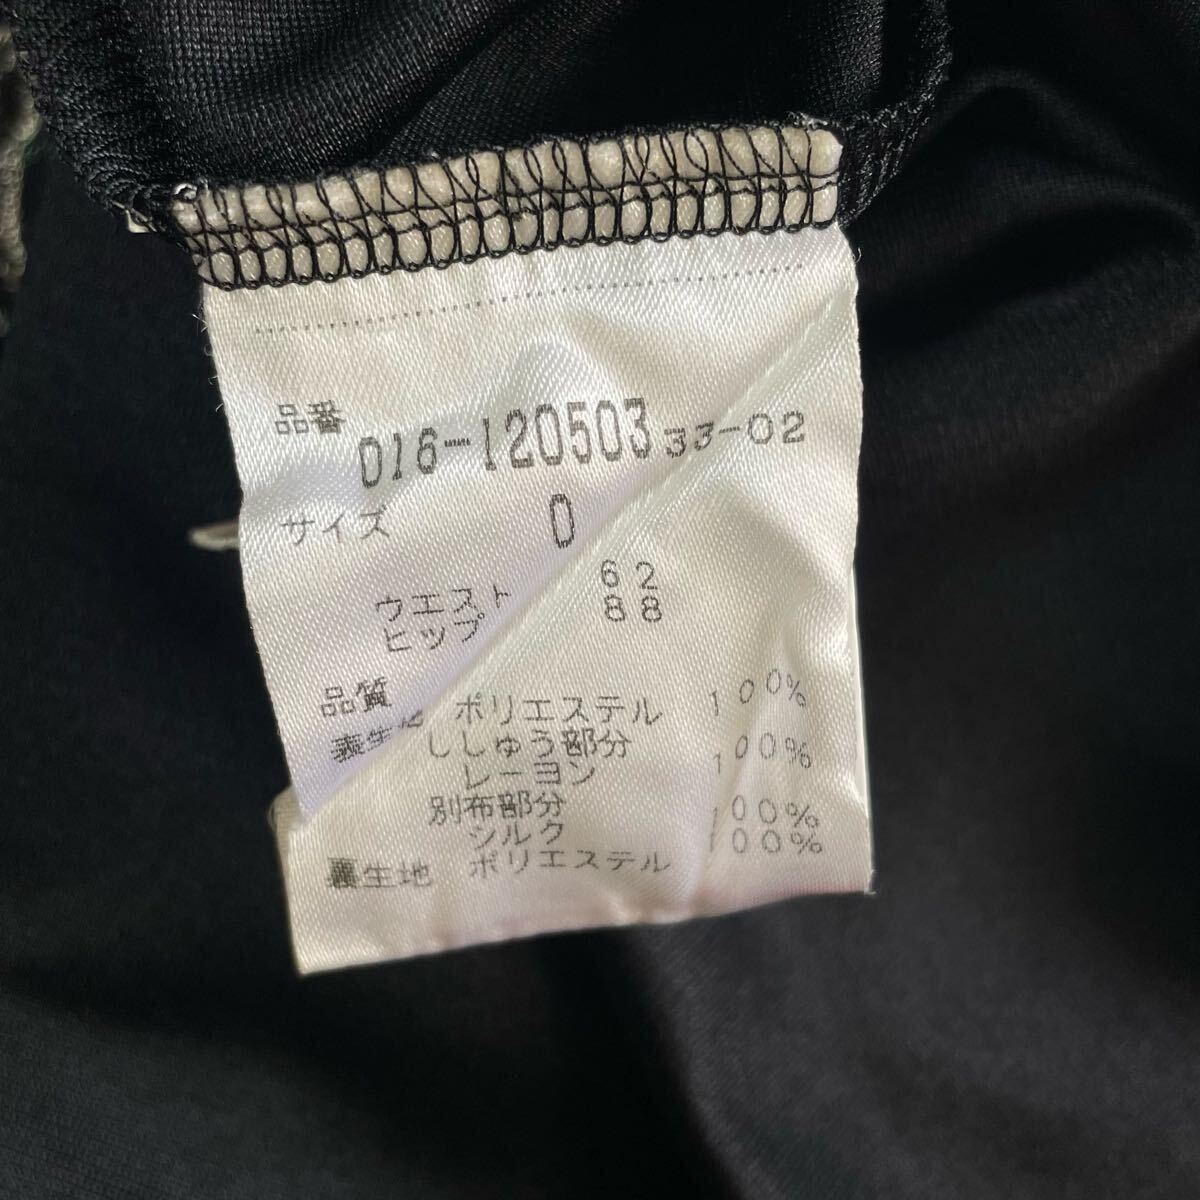 品番 016-120503 33-02
サイズ 0
ウエスト 62
ヒップ 88
品質
表生地 ポリエステル 100%
ししゅう部分
レーヨン 100%
別布部分
シルク 100%
裏生地 ポリエステル 100%